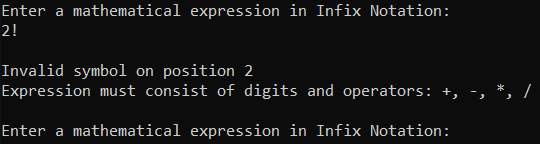 Enter a mathematical expression in Infix Notation:
2!
Invalid symbol on position 2
Expression must consist of digits and operators: +, -, *, /
Enter a mathematical expression in Infix Notation: